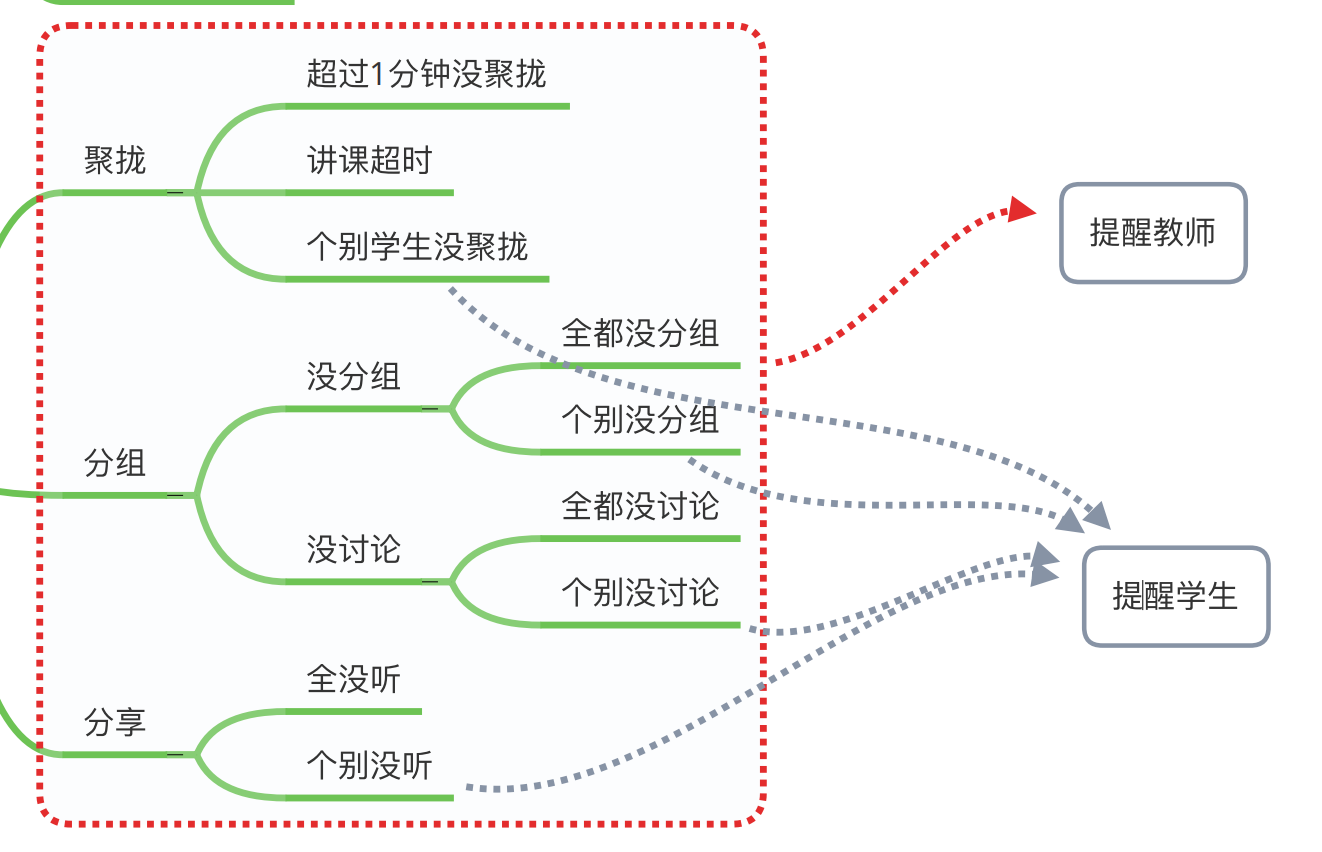 聚拢
超过1分钟没聚拢
讲课超时
个别学生没聚拢
分组
没分组
全都没分组
个别没分组
没讨论
全都没讨论
个别没讨论
分享
全没听
个别没听
提醒教师
提醒学生